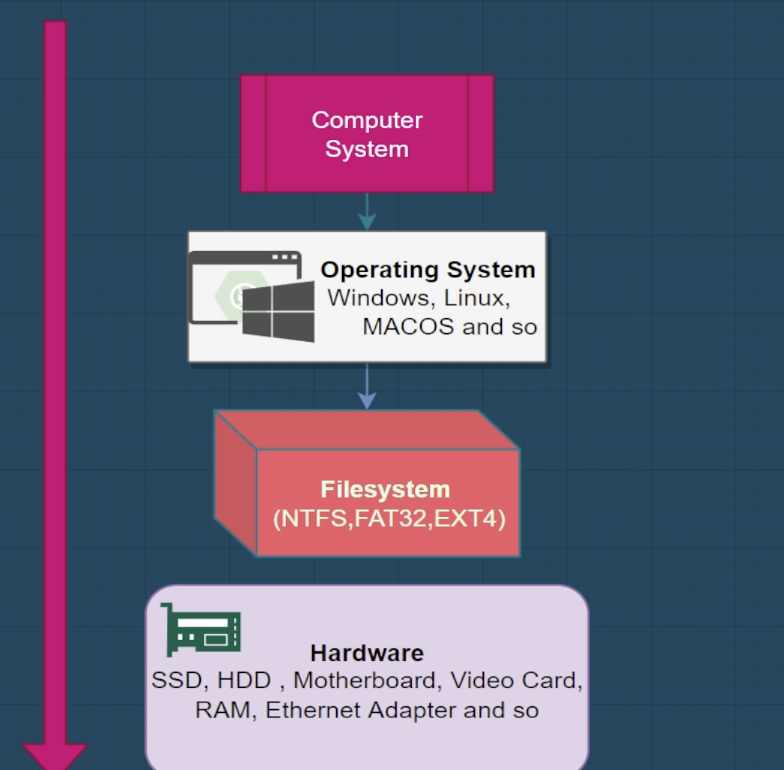 Computer
System
Operating System
Windows, Linux,
MACOS and so
Filesystem
(NTFS,FAT32,EXT4)
Hardware
SSD, HDD , Motherboard, Video Card,
RAM, Ethernet Adapter and so